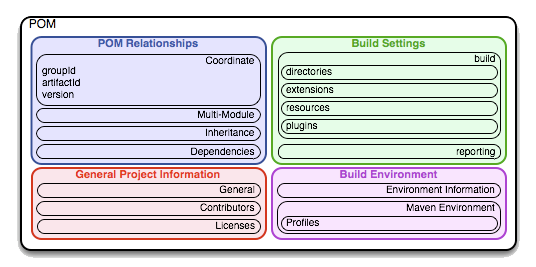 POM
POM Relationships
Coordinate
groupId
artifactId
version
Multi-Module
Inheritance
Dependencies
Build Settings
build
directories
extensions
resources
plugins
reporting
General Project Information
General
Contributors
Licenses
Build Environment
Environment Information
Maven Environment
Profiles